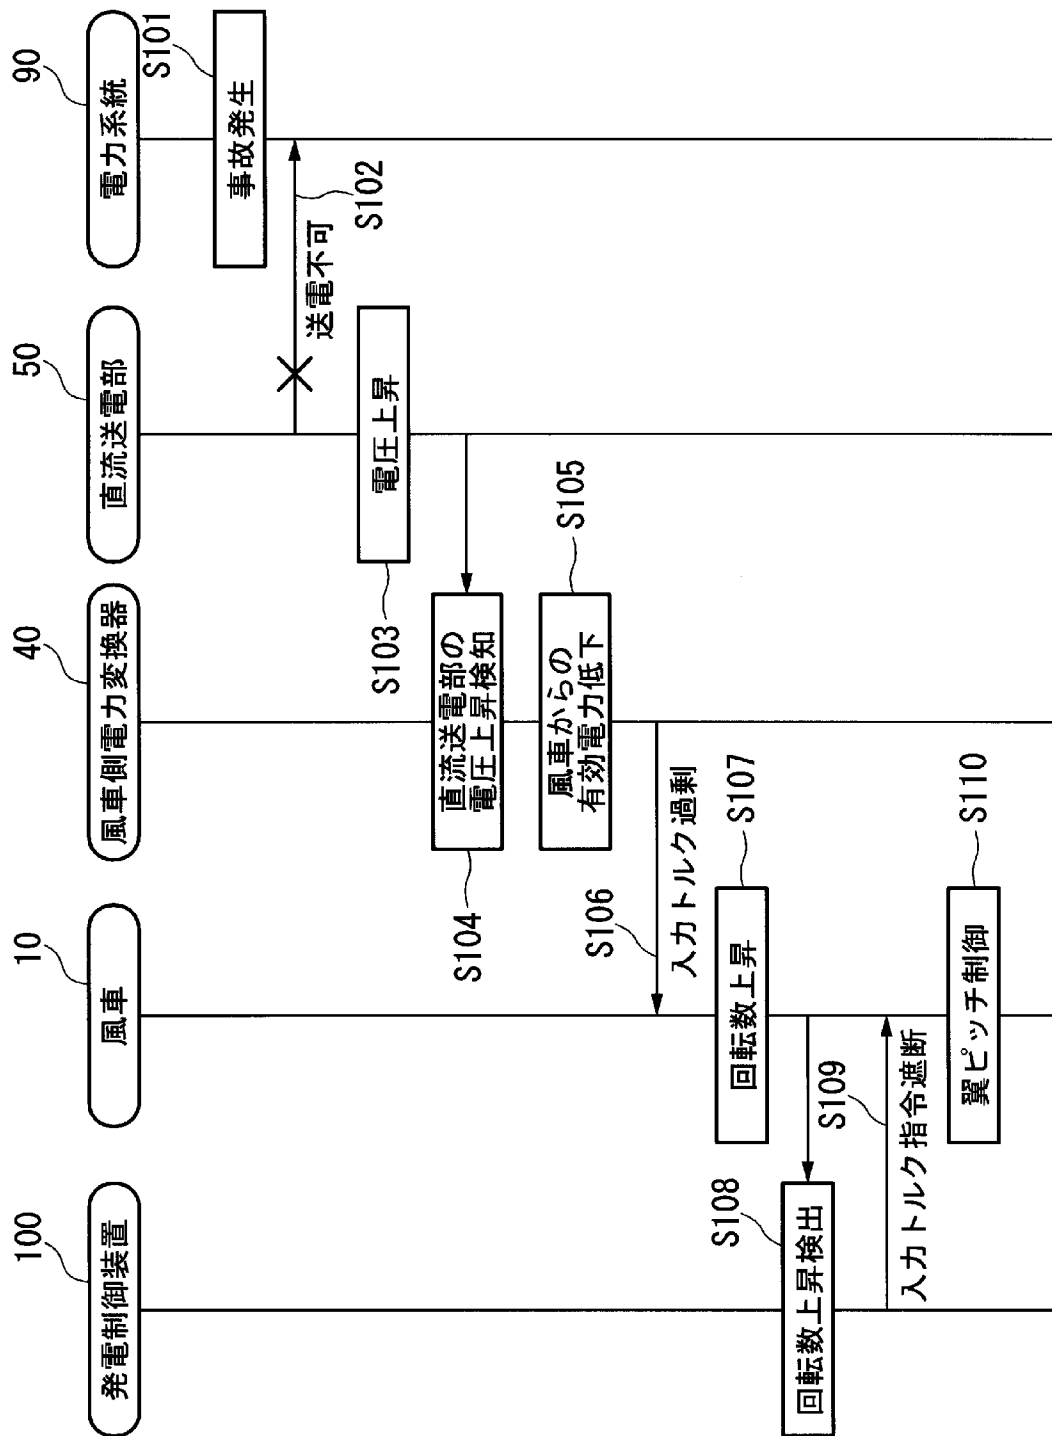 100
発電制御装置
10
風車
40
風車側電力変換器
50
直流送電部
90
電力系統
S101
事故発生
S102
送電不可
S103
電圧上昇
S104
直流送電部の
電圧上昇検知
S105
風車からの
有効電力低下
S106
入力トルク過剰
S107
回転数上昇
S108
回転数上昇検出
S109
入力トルク指令遮断
S110
翼ピッチ制御